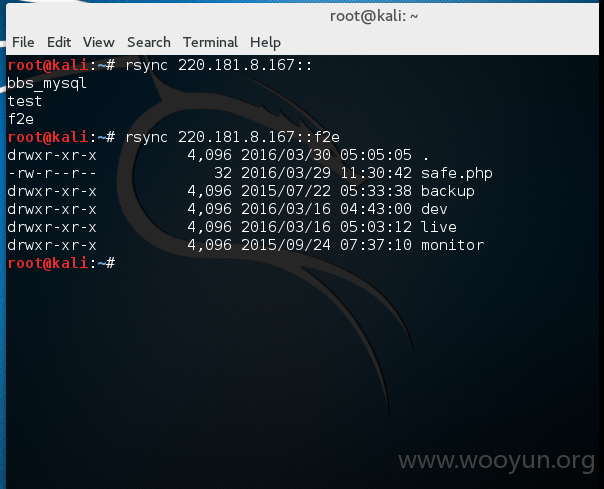 root@kali: ~
File Edit View Search Terminal Help
root@kali:~# rsync 220.181.8.167::
bbs_mysql
test
f2e
root@kali:~# rsync 220.181.8.167::f2e
drwxr-xr-x          4,096 2016/03/30 05:05:05 .
-rw-r--r--             32 2016/03/29 11:30:42 safe.php
drwxr-xr-x          4,096 2015/07/22 05:33:38 backup
drwxr-xr-x          4,096 2016/03/16 04:43:00 dev
drwxr-xr-x          4,096 2016/03/16 05:03:12 live
drwxr-xr-x          4,096 2015/09/24 07:37:10 monitor
root@kali:~#
www.wooyun.org